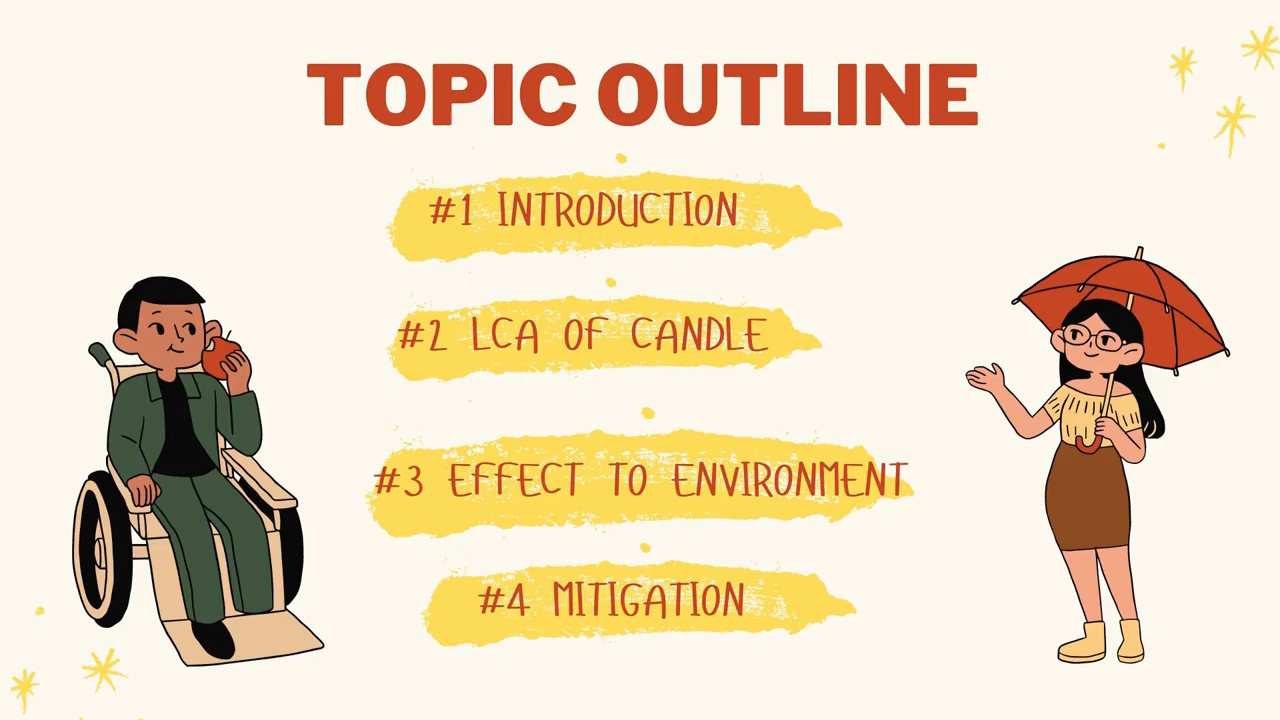 TOPIC OUTLINE
#1 INTRODUCTION
#2 LCA OF CANDLE
#3 EFFECT TO ENVIRONMENT
#4 MITIGATION